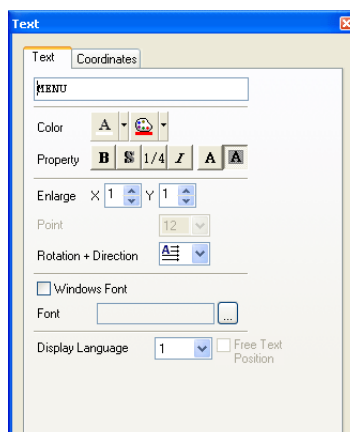 Text
Text Coordinates
MENU
Color A
Property B S 1/4 I A A
Enlarge X 1 Y 1
Point 12
Rotation + Direction A
Windows Font
Font ...
Display Language 1 Free Text Position